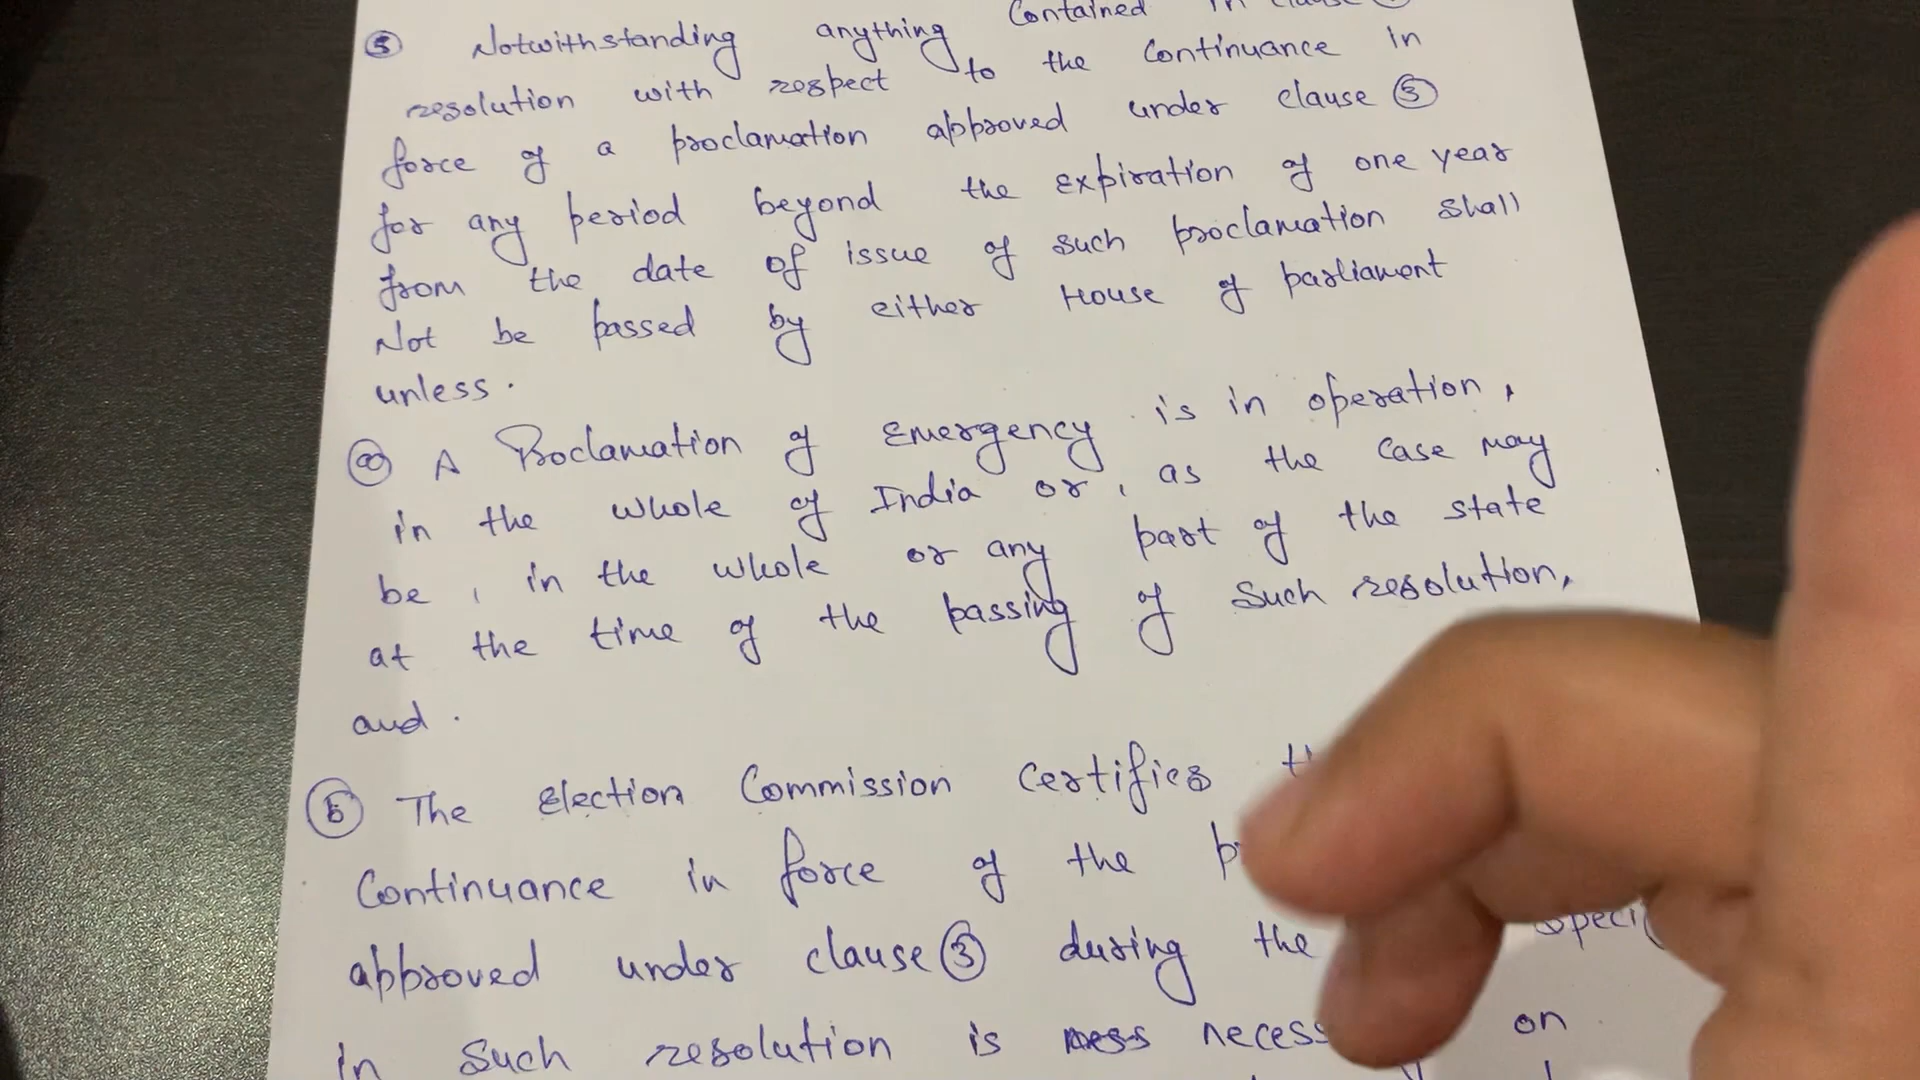 ⑤ Notwithstanding anything Contained in clause
resolution with respect to the Continuance in
force of a proclamation approved under clause ③
for any period beyond the expiration of one year
from the date of issue of such proclamation shall
Not be passed by either House of parliament
unless.
ⓐ A Proclamation of Emergency is in operation,
in the whole of India or, as the Case may
be, in the whole or any part of the state
at the time of the passing of Such resolution,
and.
ⓑ The Election Commission Certifies
Continuance in force of the
approved under clause ③ during the
in Such resolution is necess on